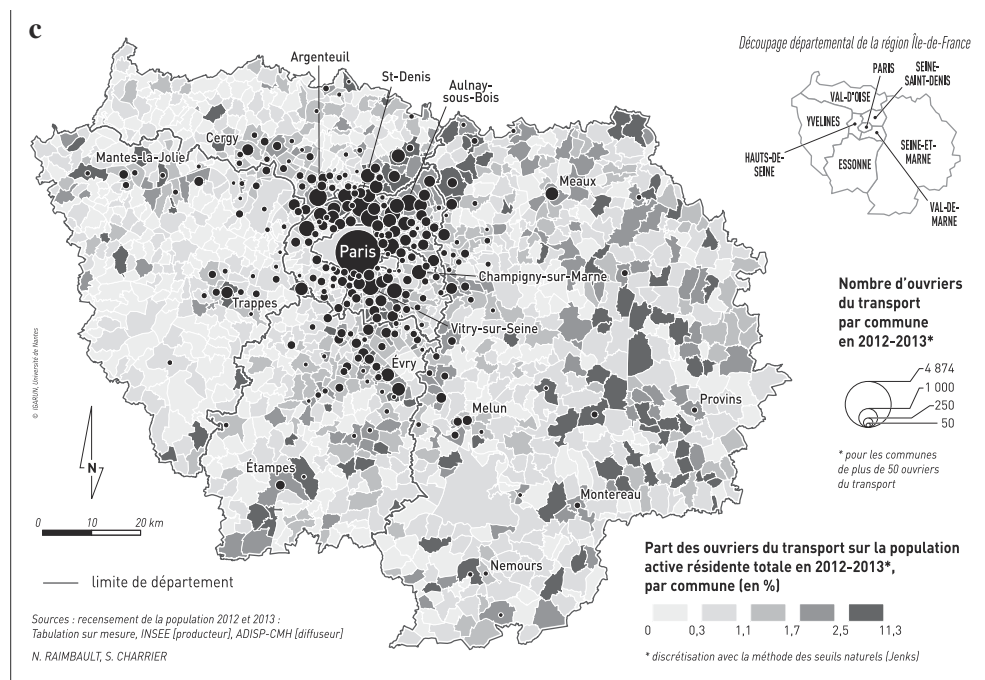 c
Argenteuil
St-Denis
Aulnay-
sous-Bois
Cergy
Mantes-la-Jolie
Meaux
Paris
Champigny-sur-Marne
Trappes
Vitry-sur-Seine
Évry
Melun
Provins
Étampes
Montereau
Nemours
Découpage départemental de la région Île-de-France
PARIS
SEINE-
SAINT-DENIS
VAL-D'OISE
YVELINES
HAUTS-DE-
SEINE
ESSONNE
SEINE-ET-
MARNE
VAL-DE-
MARNE
Nombre d'ouvriers
du transport
par commune
en 2012-2013*
4 874
1 000
250
50
* pour les communes
de plus de 50 ouvriers
du transport
© IGARUN, Université de Nantes
N
0 10 20 km
limite de département
Sources : recensement de la population 2012 et 2013 :
Tabulation sur mesure, INSEE [producteur], ADISP-CMH [diffuseur]
N. RAIMBAULT, S. CHARRIER
Part des ouvriers du transport sur la population
active résidente totale en 2012-2013*,
par commune (en %)
0 0,3 1,1 1,7 2,5 11,3
* discrétisation avec la méthode des seuils naturels (Jenks)